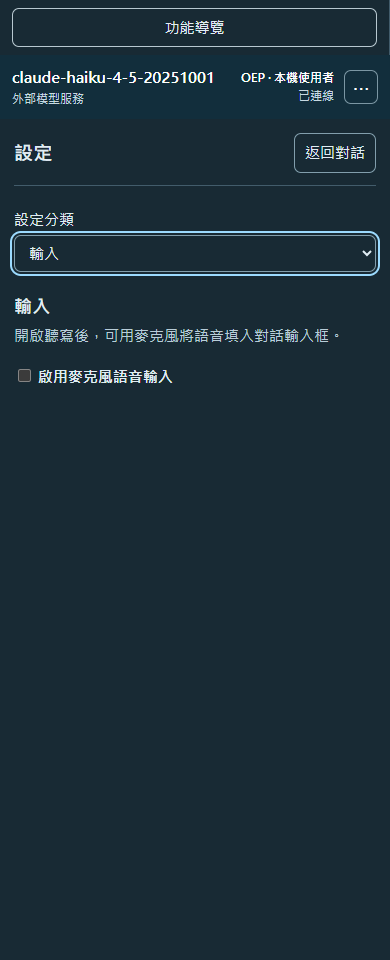 功能導覽
claude-haiku-4-5-20251001
OEP · 本機使用者
外部模型服務
已連線
...
設定
返回對話
設定分類
輸入
輸入
開啟聽寫後，可用麥克風將語音填入對話輸入框。
啟用麥克風語音輸入